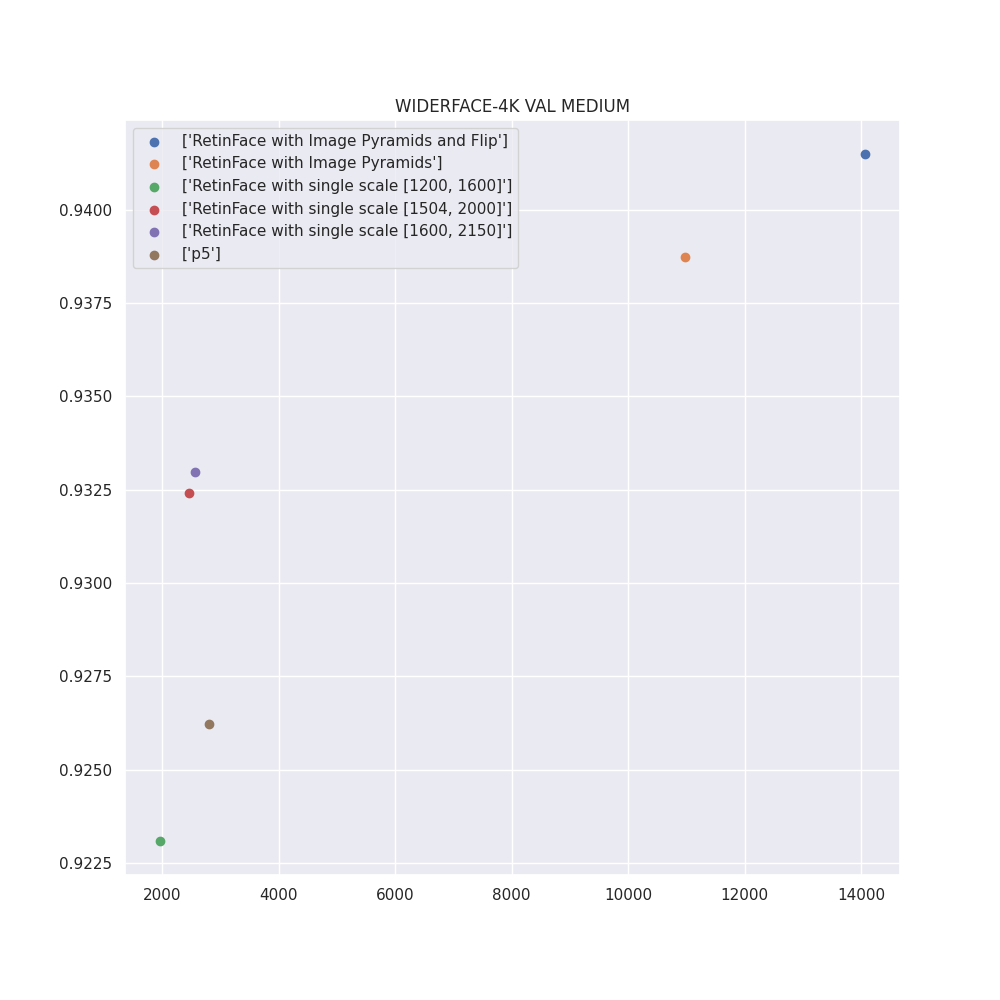 WIDERFACE-4K VAL MEDIUM
['RetinFace with Image Pyramids and Flip']
['RetinFace with Image Pyramids']
['RetinFace with single scale [1200, 1600]']
['RetinFace with single scale [1504, 2000]']
['RetinFace with single scale [1600, 2150]']
['p5']
0.9400
0.9375
0.9350
0.9325
0.9300
0.9275
0.9250
0.9225
2000 4000 6000 8000 10000 12000 14000